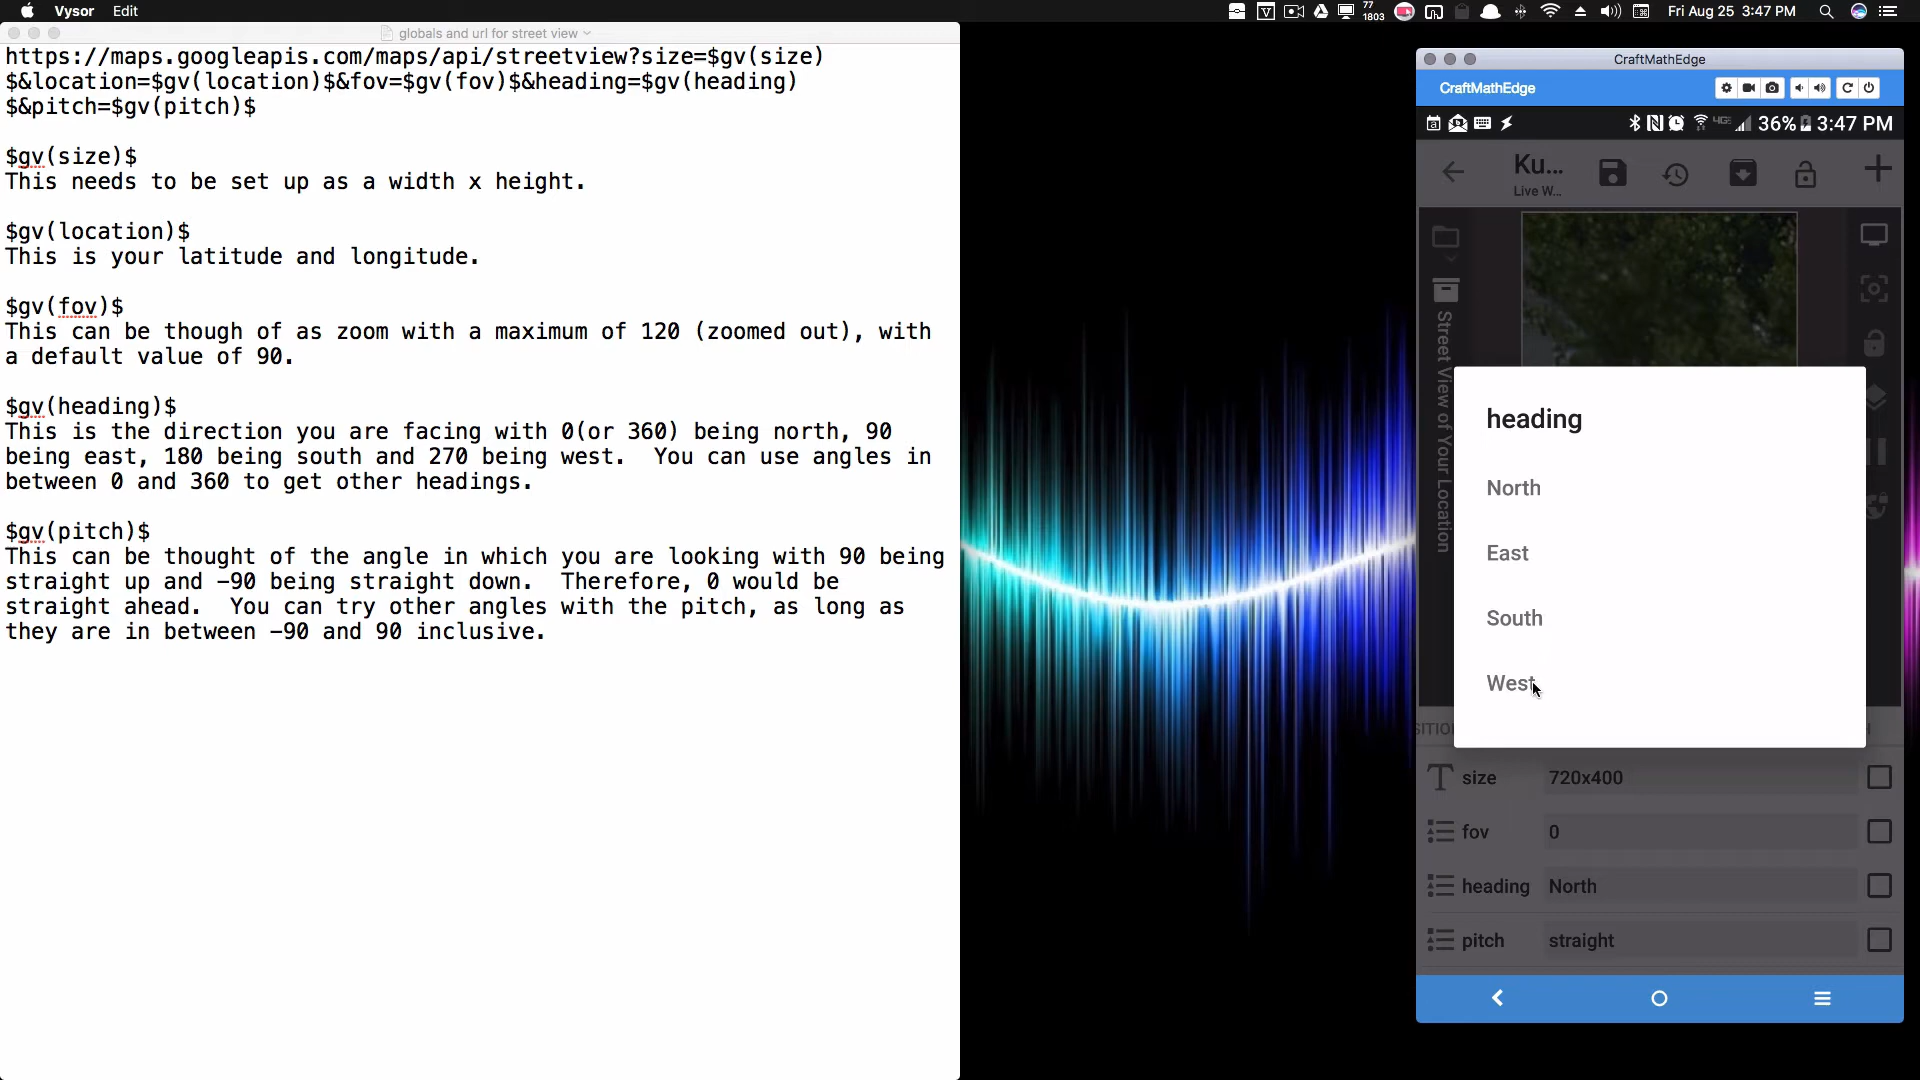 Vysor Edit
77
1803
Fri Aug 25 3:47 PM
globals and url for street view
https://maps.googleapis.com/maps/api/streetview?size=$gv(size)
$&location=$gv(location)$&fov=$gv(fov)$&heading=$gv(heading)
$&pitch=$gv(pitch)$
$gv(size)$
This needs to be set up as a width x height.
$gv(location)$
This is your latitude and longitude.
$gv(fov)$
This can be though of as zoom with a maximum of 120 (zoomed out), with
a default value of 90.
$gv(heading)$
This is the direction you are facing with 0(or 360) being north, 90
being east, 180 being south and 270 being west.  You can use angles in
between 0 and 360 to get other headings.
$gv(pitch)$
This can be thought of the angle in which you are looking with 90 being
straight up and -90 being straight down.  Therefore, 0 would be
straight ahead.  You can try other angles with the pitch, as long as
they are in between -90 and 90 inclusive.
CraftMathEdge
CraftMathEdge
36% 3:47 PM
Ku...
Live W...
Street View of Your Location
heading
North
East
South
West
size 720x400
fov 0
heading North
pitch straight